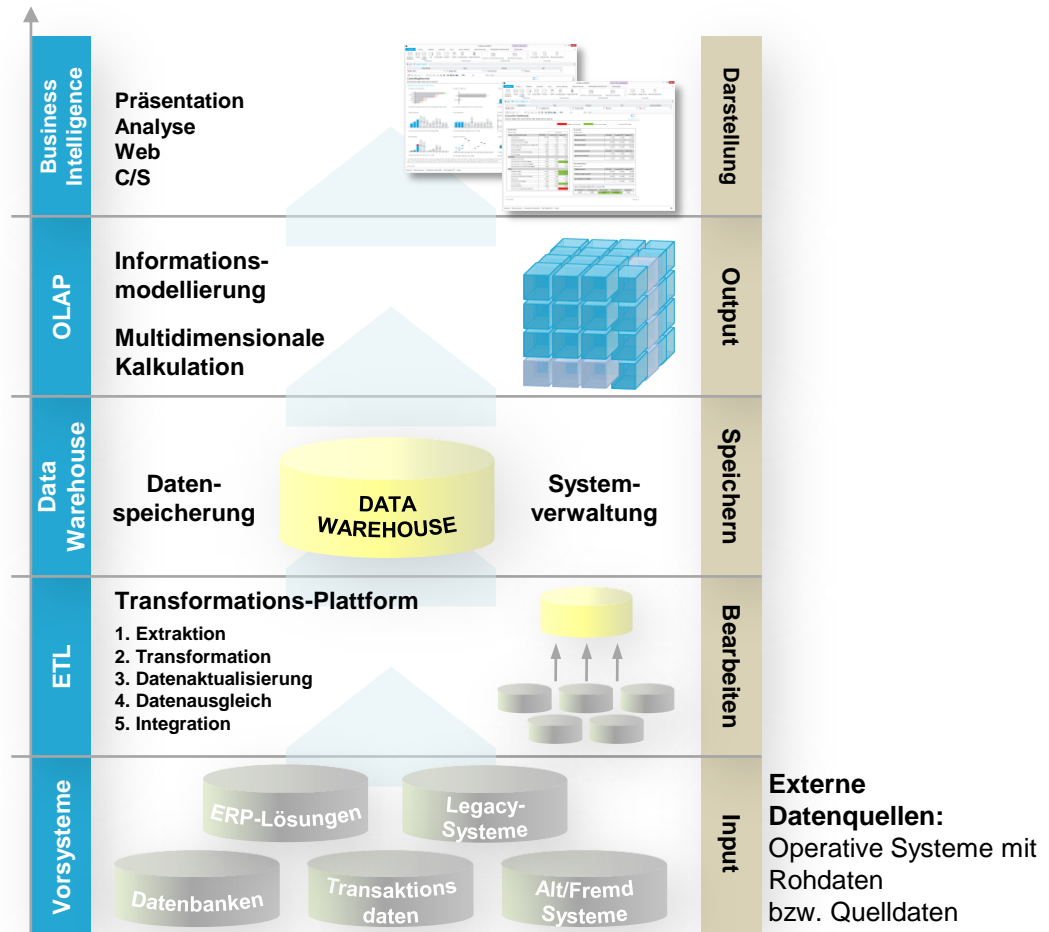 Business
Intelligence
Präsentation
Analyse
Web
C/S
Darstellung
OLAP
Informations-
modellierung
Multidimensionale
Kalkulation
Output
Data
Warehouse
Daten-
speicherung
DATA
WAREHOUSE
System-
verwaltung
Speichern
ETL
Transformations-Plattform
1. Extraktion
2. Transformation
3. Datenaktualisierung
4. Datenausgleich
5. Integration
Bearbeiten
Vorsysteme
ERP-Lösungen
Legacy-
Systeme
Datenbanken
Transaktions
daten
Alt/Fremd
Systeme
Input
Externe
Datenquellen:
Operative Systeme mit
Rohdaten
bzw. Quelldaten